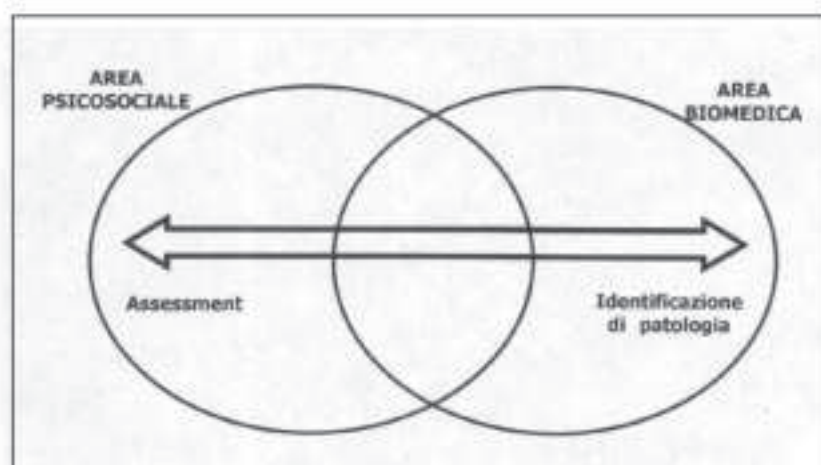 AREA
PSICOSOCIALE
AREA
BIOMEDICA
Assessment
Identificazione
di patologia